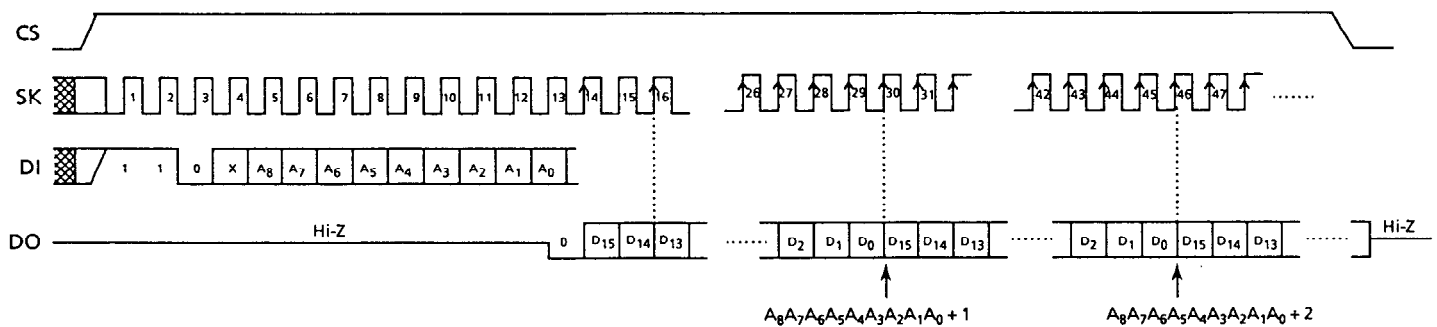 CS
SK 1 2 3 4 5 6 7 8 9 10 11 12 13 14 15 16 26 27 28 29 30 31 42 43 44 45 46 47 ......
DI 1 1 0 X A8 A7 A6 A5 A4 A3 A2 A1 A0
DO Hi-Z 0 D15 D14 D13 ...... D2 D1 D0 D15 D14 D13 ...... D2 D1 D0 D15 D14 D13 ...... Hi-Z
A8A7A6A5A4A3A2A1A0 + 1 A8A7A6A5A4A3A2A1A0 + 2